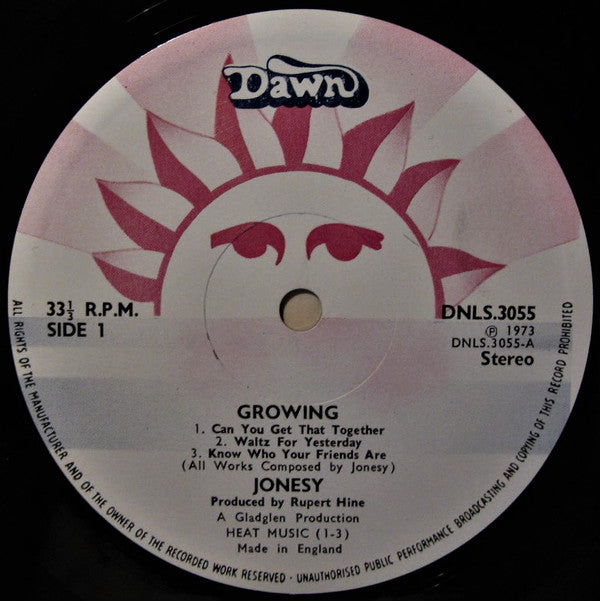 Dawn
33⅓ R.P.M.
SIDE 1
DNLS.3055
Ⓟ 1973
DNLS.3055-A
Stereo
GROWING
1. Can You Get That Together
2. Waltz For Yesterday
3. Know Who Your Friends Are
(All Works Composed by Jonesy)
JONESY
Produced by Rupert Hine
A Gladglen Production
HEAT MUSIC (1-3)
Made in England
ALL RIGHTS OF THE MANUFACTURER AND OF THE OWNER OF THE RECORDED WORK RESERVED · UNAUTHORISED PUBLIC PERFORMANCE BROADCASTING AND COPYING OF THIS RECORD PROHIBITED